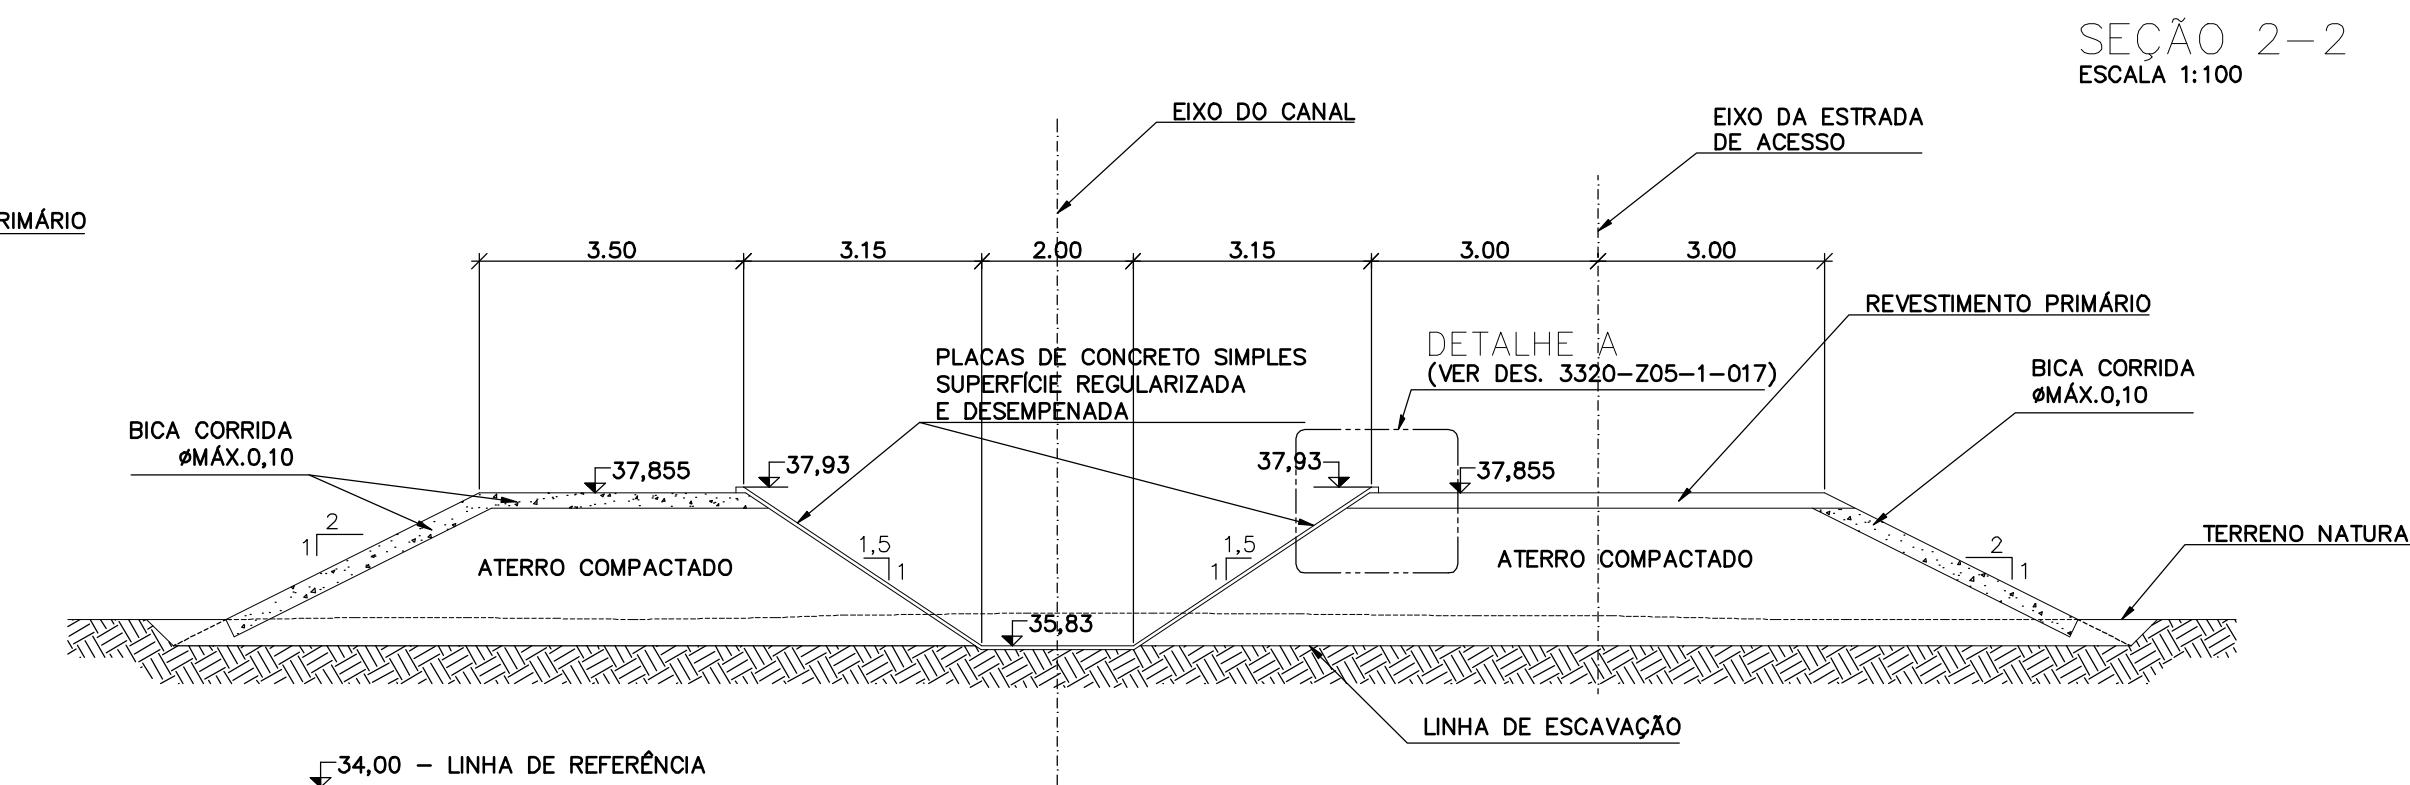 SEÇÃO 2-2
ESCALA 1:100
EIXO DO CANAL
EIXO DA ESTRADA
DE ACESSO
RIMÁRIO
3.50
3.15
2.00
3.15
3.00
3.00
REVESTIMENTO PRIMÁRIO
DETALHE A
(VER DES. 3320-Z05-1-017)
PLACAS DE CONCRETO SIMPLES
SUPERFÍCIE REGULARIZADA
E DESEMPENADA
BICA CORRIDA
ØMÁX.0,10
BICA CORRIDA
ØMÁX.0,10
37,855
37,93
37,93
37,855
2
1
1,5
1
1,5
1
2
1
TERRENO NATURA
ATERRO COMPACTADO
ATERRO COMPACTADO
35,83
LINHA DE ESCAVAÇÃO
34,00 - LINHA DE REFERÊNCIA